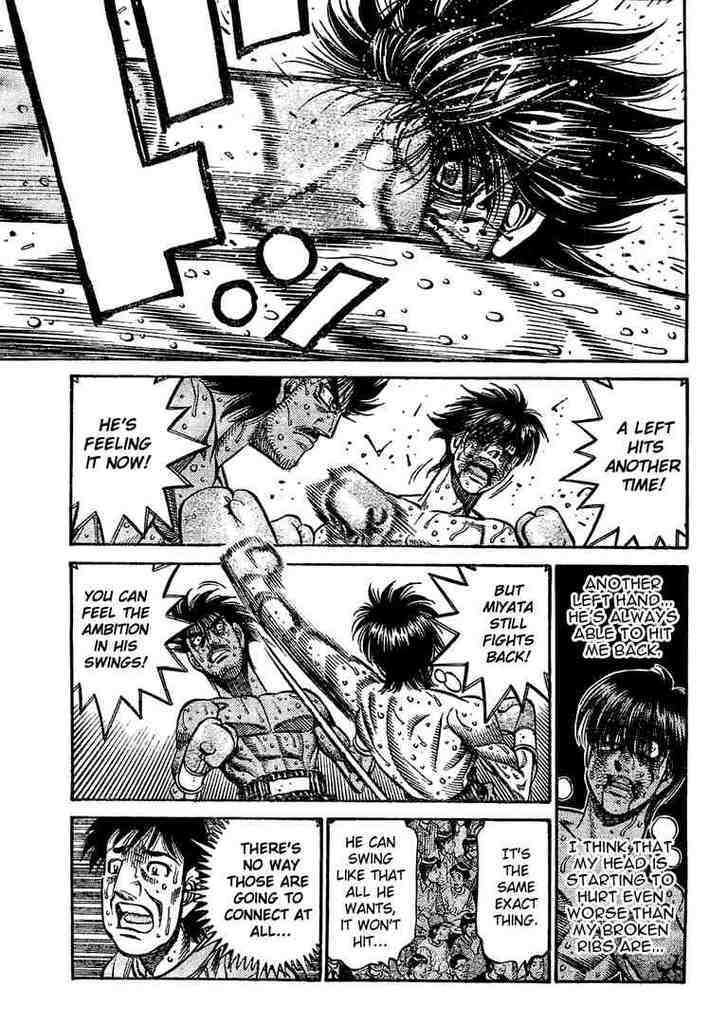 A LEFT
HITS
ANOTHER
TIME!
HE'S
FEELING
IT NOW!
ANOTHER
LEFT HAND...
HE'S ALWAYS
ABLE TO HIT
ME BACK.
I THINK THAT
MY HEAD IS
STARTING TO
HURT EVEN
WORSE THAN
MY BROKEN
RIBS ARE...
BUT
MIYATA
STILL
FIGHTS
BACK!
YOU CAN
FEEL THE
AMBITION
IN HIS
SWINGS!
IT'S THE
SAME
EXACT
THING.
HE CAN
SWING
LIKE THAT
ALL HE
WANTS,
IT WON'T
HIT...
THERE'S
NO WAY
THOSE ARE
GOING TO
CONNECT AT
ALL...